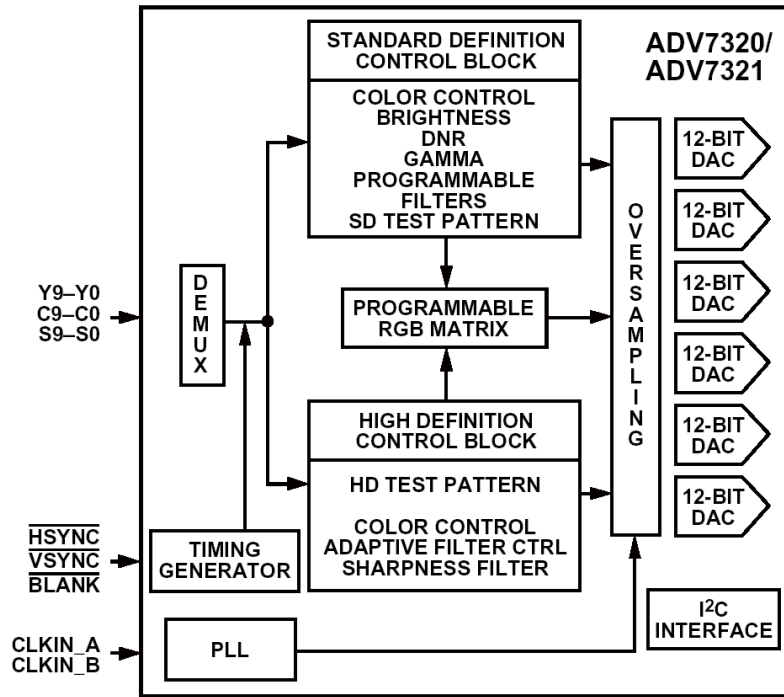 ADV7320/
ADV7321
STANDARD DEFINITION
CONTROL BLOCK
COLOR CONTROL
BRIGHTNESS
DNR
GAMMA
PROGRAMMABLE
FILTERS
SD TEST PATTERN
Y9–Y0
C9–C0
S9–S0
DEMUX
PROGRAMMABLE
RGB MATRIX
HIGH DEFINITION
CONTROL BLOCK
HD TEST PATTERN
COLOR CONTROL
ADAPTIVE FILTER CTRL
SHARPNESS FILTER
OVERSAMPLING
12-BIT
DAC
12-BIT
DAC
12-BIT
DAC
12-BIT
DAC
12-BIT
DAC
12-BIT
DAC
HSYNC
VSYNC
BLANK
TIMING
GENERATOR
CLKIN_A
CLKIN_B
PLL
I²C
INTERFACE